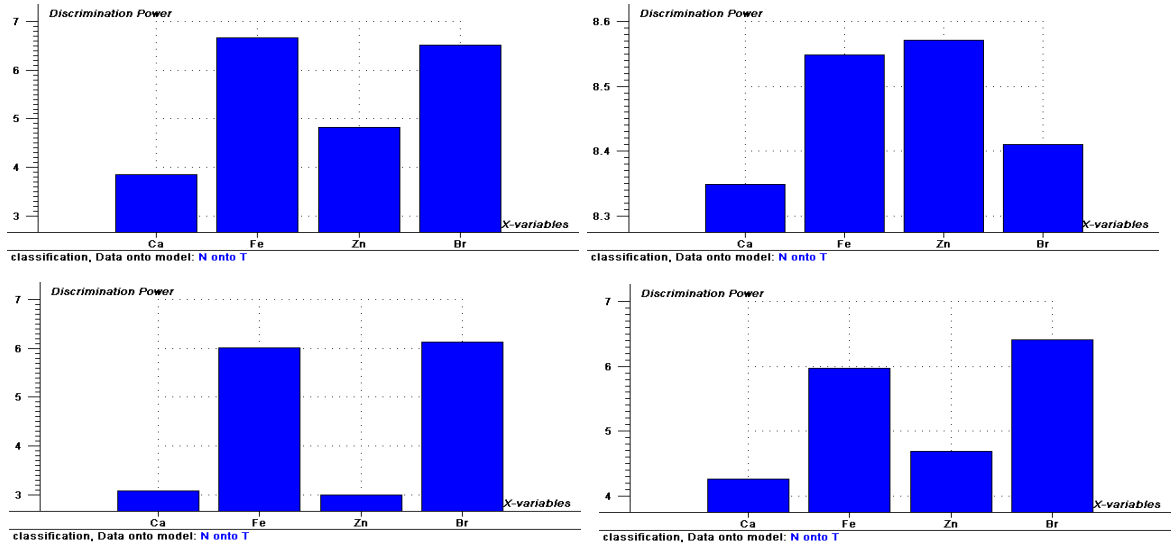 Discrimination Power
7
6
5
4
3
X-variables
Ca Fe Zn Br
classification, Data onto model: N onto T
Discrimination Power
8.6
8.5
8.4
8.3
X-variables
Ca Fe Zn Br
classification, Data onto model: N onto T
Discrimination Power
7
6
5
4
3
X-variables
Ca Fe Zn Br
classification, Data onto model: N onto T
Discrimination Power
7
6
5
4
X-variables
Ca Fe Zn Br
classification, Data onto model: N onto T